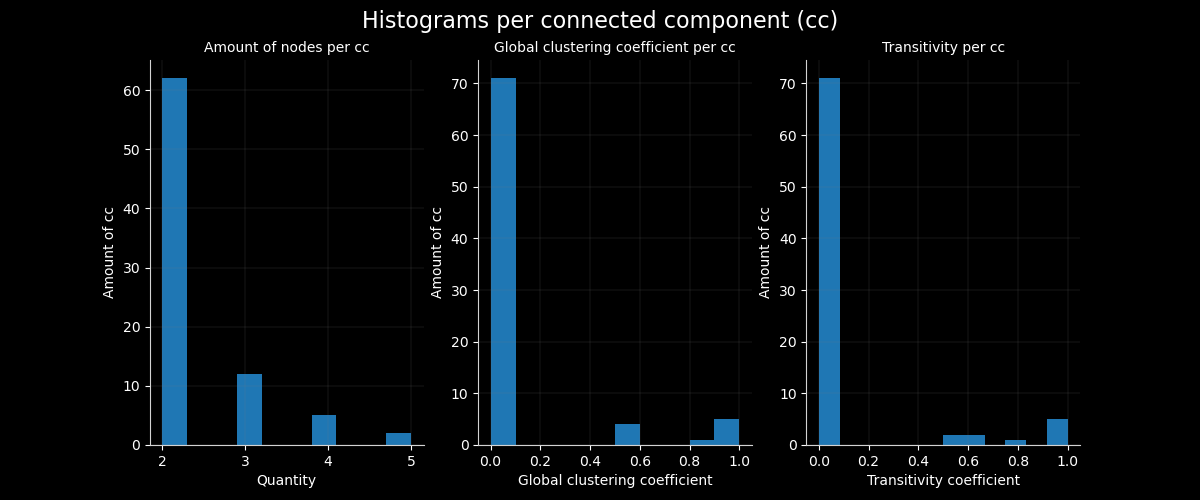 Histograms per connected component (cc)
Amount of nodes per cc
Amount of cc
60
50
40
30
20
10
0
2 3 4 5
Quantity
Global clustering coefficient per cc
Amount of cc
70
60
50
40
30
20
10
0
0.0 0.2 0.4 0.6 0.8 1.0
Global clustering coefficient
Transitivity per cc
Amount of cc
70
60
50
40
30
20
10
0
0.0 0.2 0.4 0.6 0.8 1.0
Transitivity coefficient